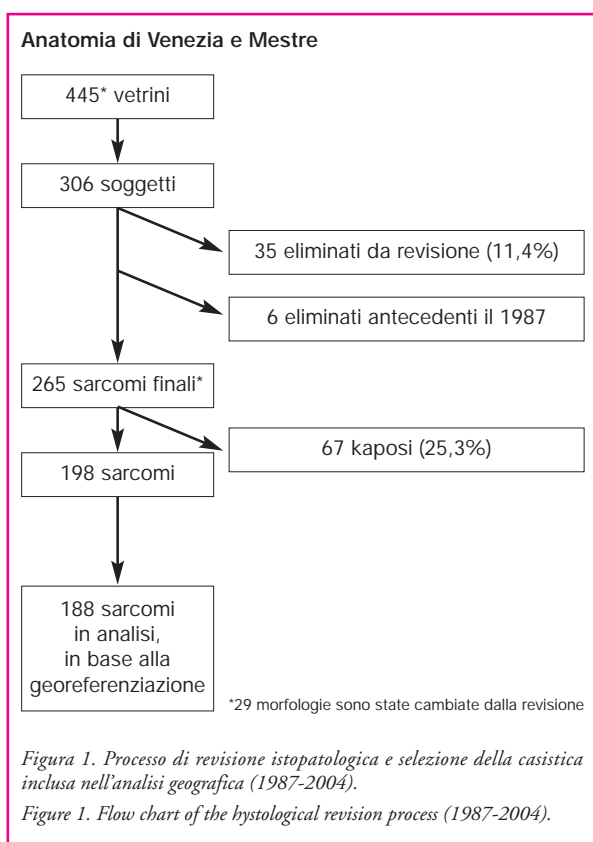 Anatomia di Venezia e Mestre
445* vetrini
306 soggetti
35 eliminati da revisione (11,4%)
6 eliminati antecedenti il 1987
265 sarcomi finali*
67 kaposi (25,3%)
198 sarcomi
188 sarcomi
in analisi,
in base alla
georeferenziazione
*29 morfologie sono state cambiate dalla revisione
Figura 1. Processo di revisione istopatologica e selezione della casistica
inclusa nell'analisi geografica (1987-2004).
Figure 1. Flow chart of the hystological revision process (1987-2004).